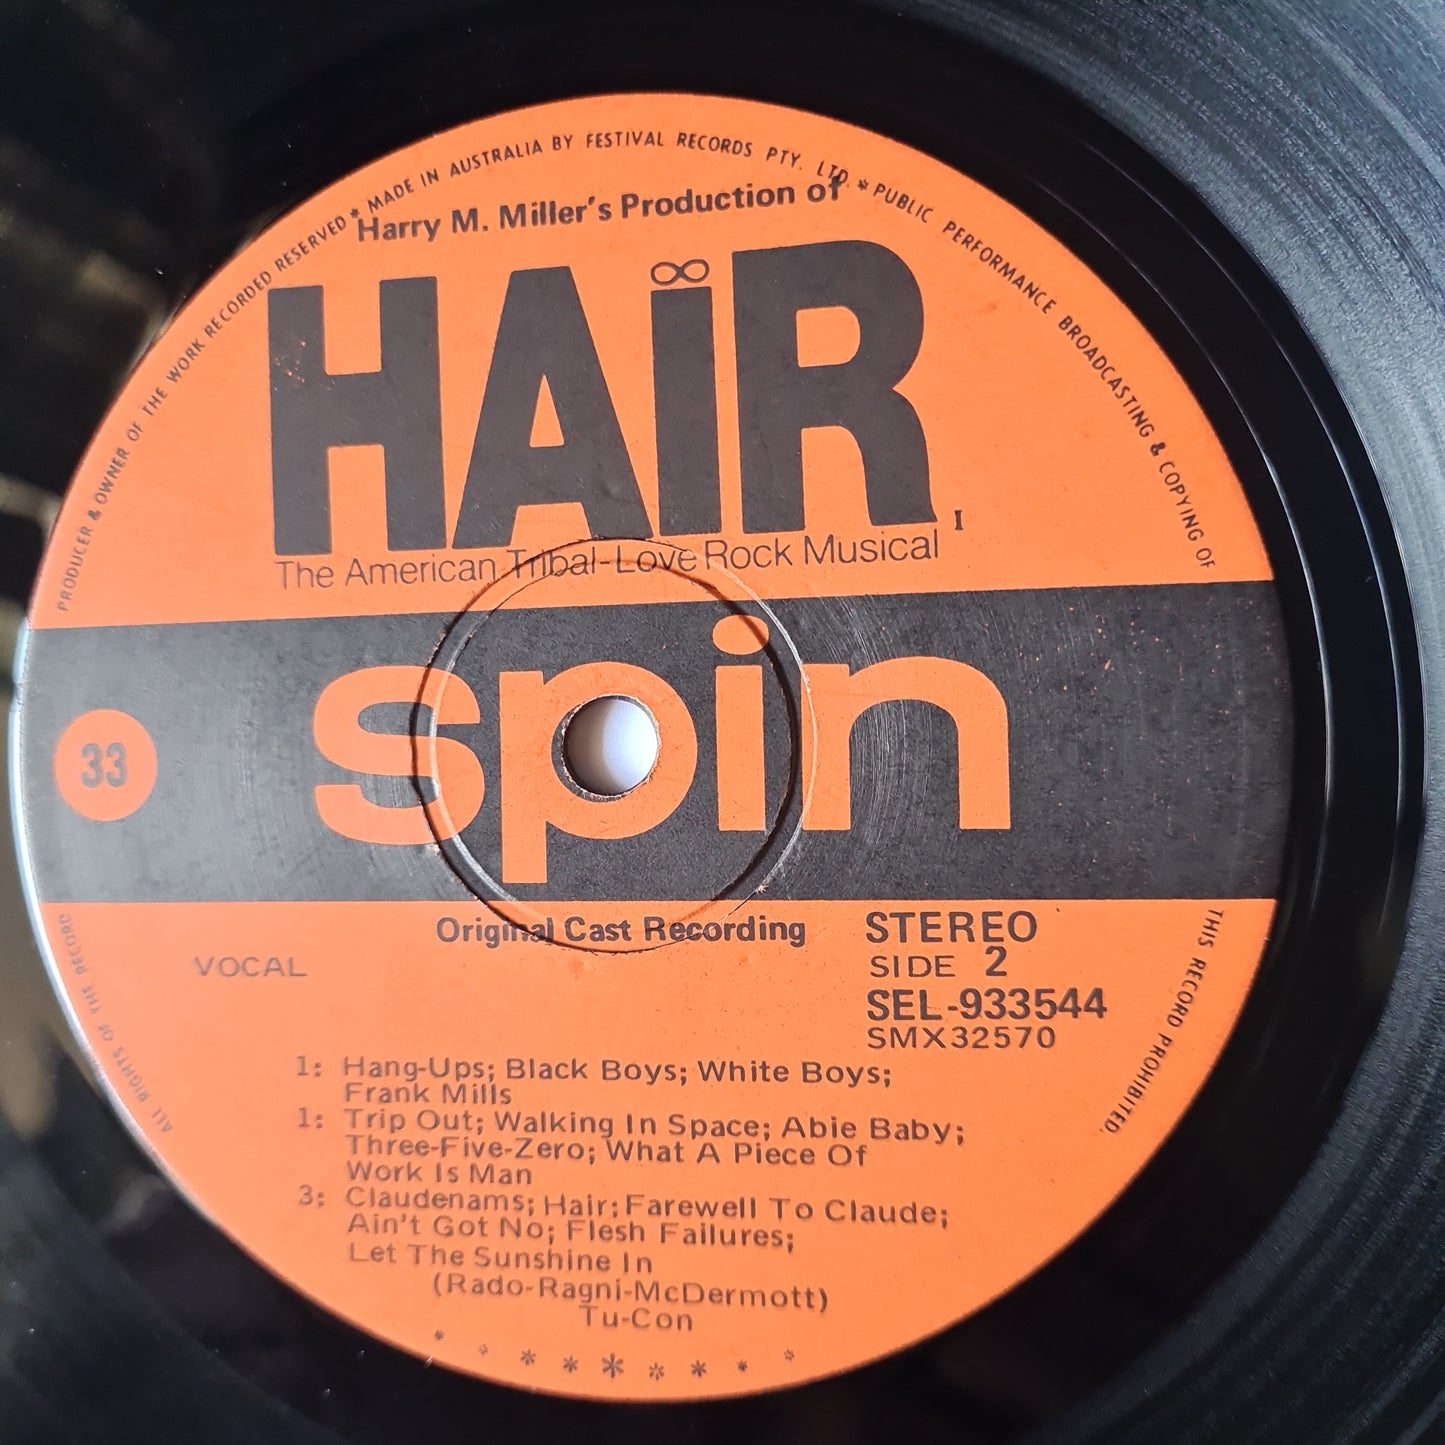 PRODUCER & OWNER OF THE WORK RECORDED RESERVED * MADE IN AUSTRALIA BY FESTIVAL RECORDS PTY. LTD. * PUBLIC PERFORMANCE BROADCASTING & COPYING OF
Harry M. Miller's Production of
HAIR
I
The American Tribal-Love Rock Musical
spin
33
Original Cast Recording
STEREO
VOCAL
SIDE 2
SEL-933544
SMX32570
1: Hang-Ups; Black Boys; White Boys;
Frank Mills
1: Trip Out; Walking In Space; Abie Baby;
Three-Five-Zero; What A Piece Of
Work Is Man
3: Claudenams; Hair; Farewell To Claude;
Ain't Got No; Flesh Failures;
Let The Sunshine In
(Rado-Ragni-McDermott)
Tu-Con
THIS RECORD PROHIBITED.
ALL RIGHTS OF THE RECORD